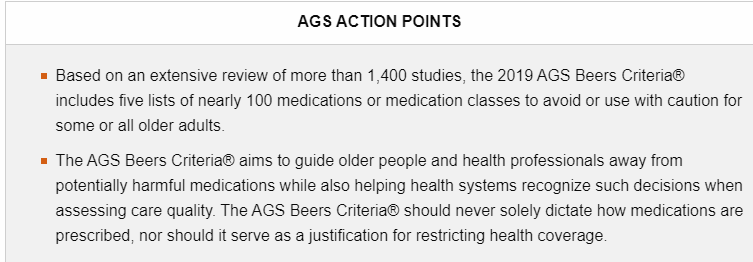 AGS ACTION POINTS
Based on an extensive review of more than 1,400 studies, the 2019 AGS Beers Criteria®
includes five lists of nearly 100 medications or medication classes to avoid or use with caution for
some or all older adults.
The AGS Beers Criteria® aims to guide older people and health professionals away from
potentially harmful medications while also helping health systems recognize such decisions when
assessing care quality. The AGS Beers Criteria® should never solely dictate how medications are
prescribed, nor should it serve as a justification for restricting health coverage.